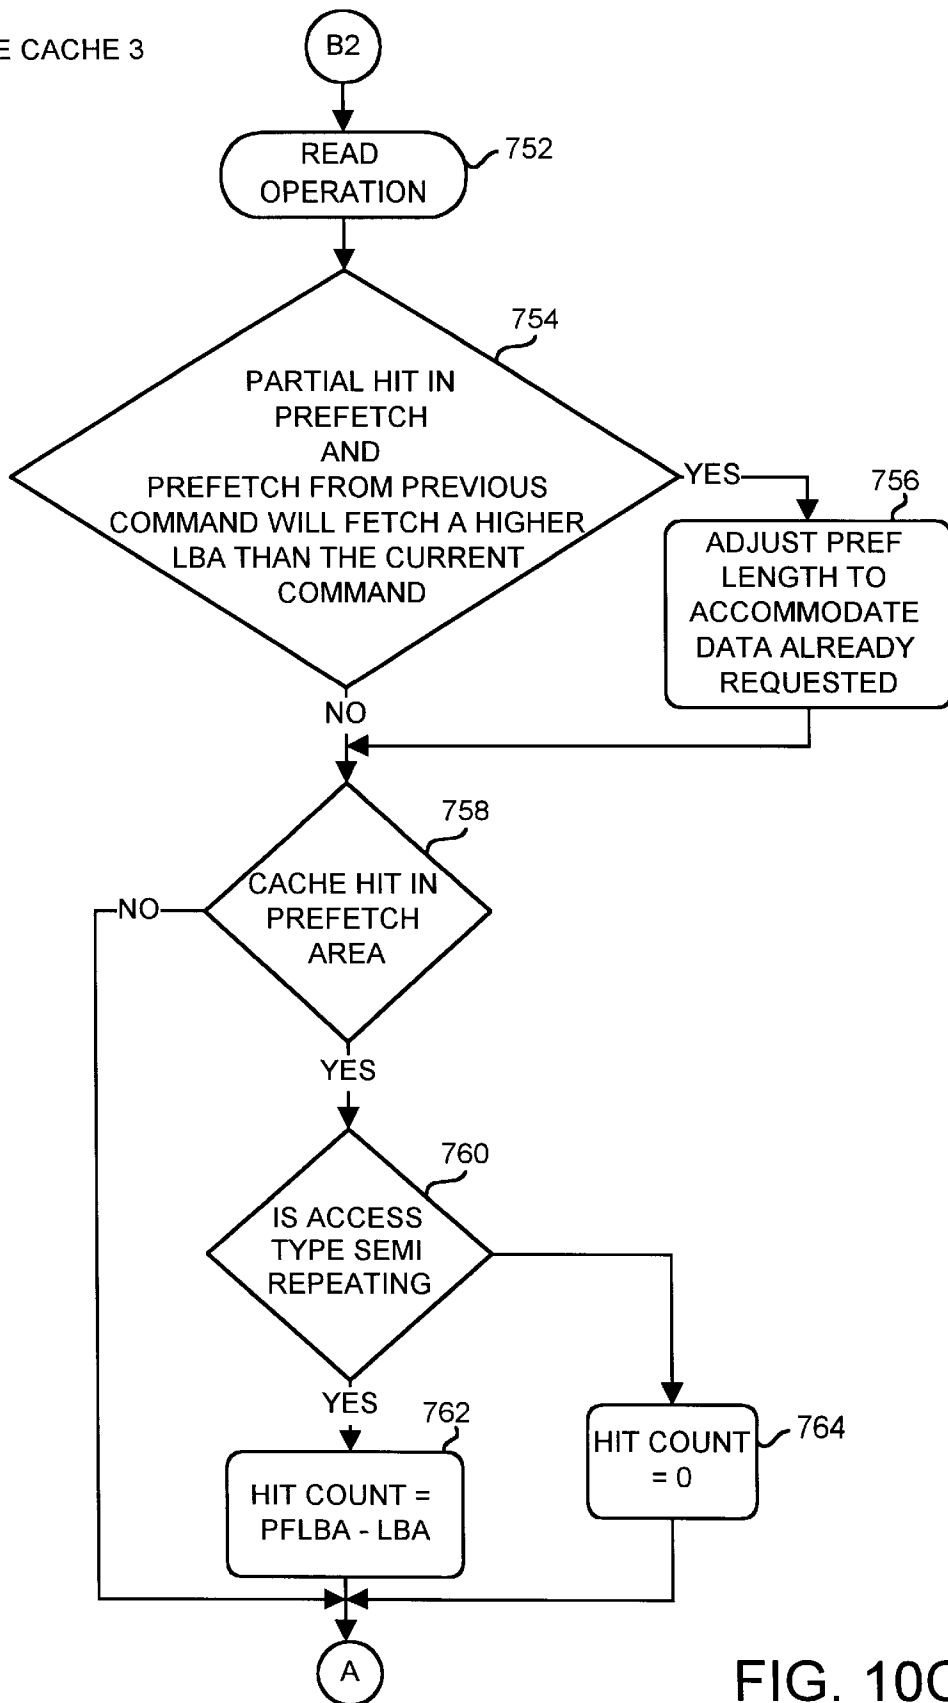 E CACHE 3
B2
READ
OPERATION
752
754
PARTIAL HIT IN
PREFETCH
AND
PREFETCH FROM PREVIOUS
COMMAND WILL FETCH A HIGHER
LBA THAN THE CURRENT
COMMAND
YES
756
ADJUST PREF
LENGTH TO
ACCOMMODATE
DATA ALREADY
REQUESTED
NO
758
CACHE HIT IN
PREFETCH
AREA
NO
YES
760
IS ACCESS
TYPE SEMI
REPEATING
YES
762
HIT COUNT =
PFLBA - LBA
HIT COUNT
= 0
764
A
FIG. 10C